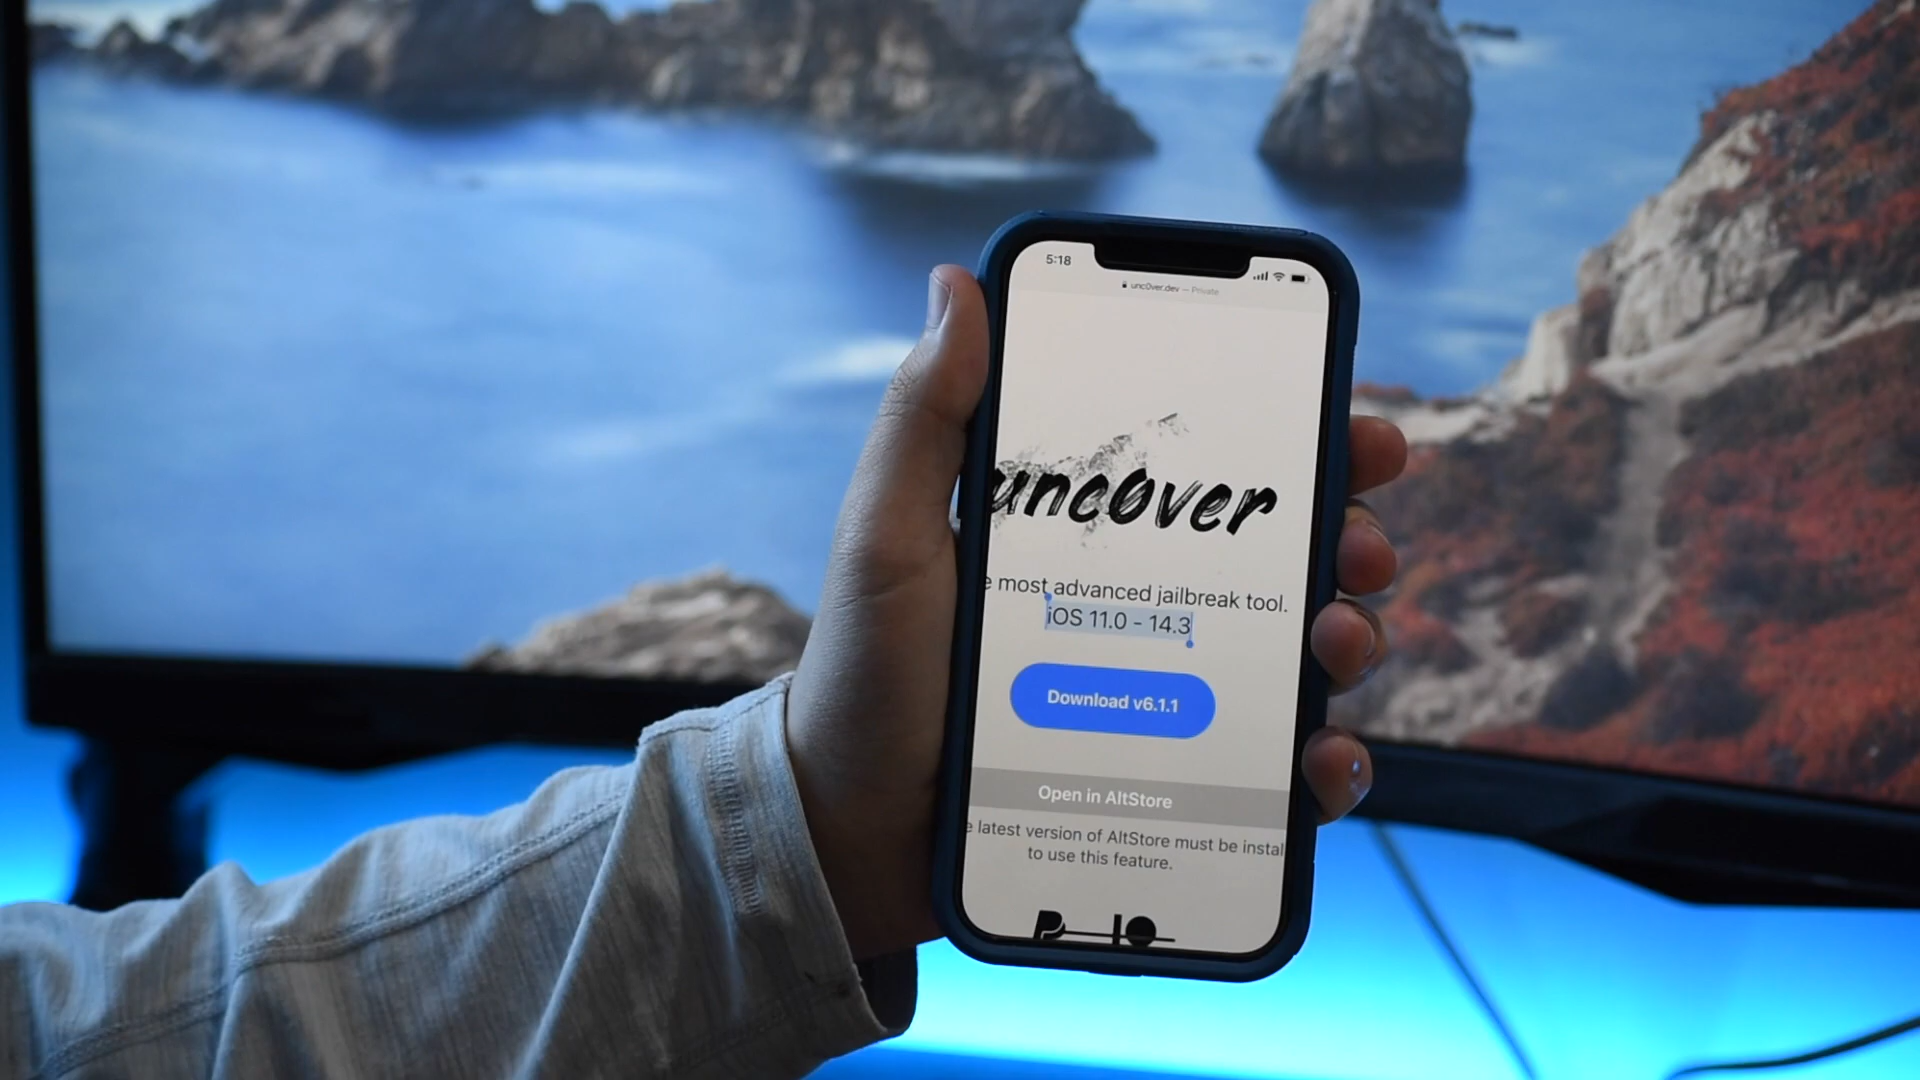 5:18
unc0ver.dev — Private
unc0ver
e most advanced jailbreak tool.
iOS 11.0 - 14.3
Download v6.1.1
Open in AltStore
e latest version of AltStore must be instal
to use this feature.